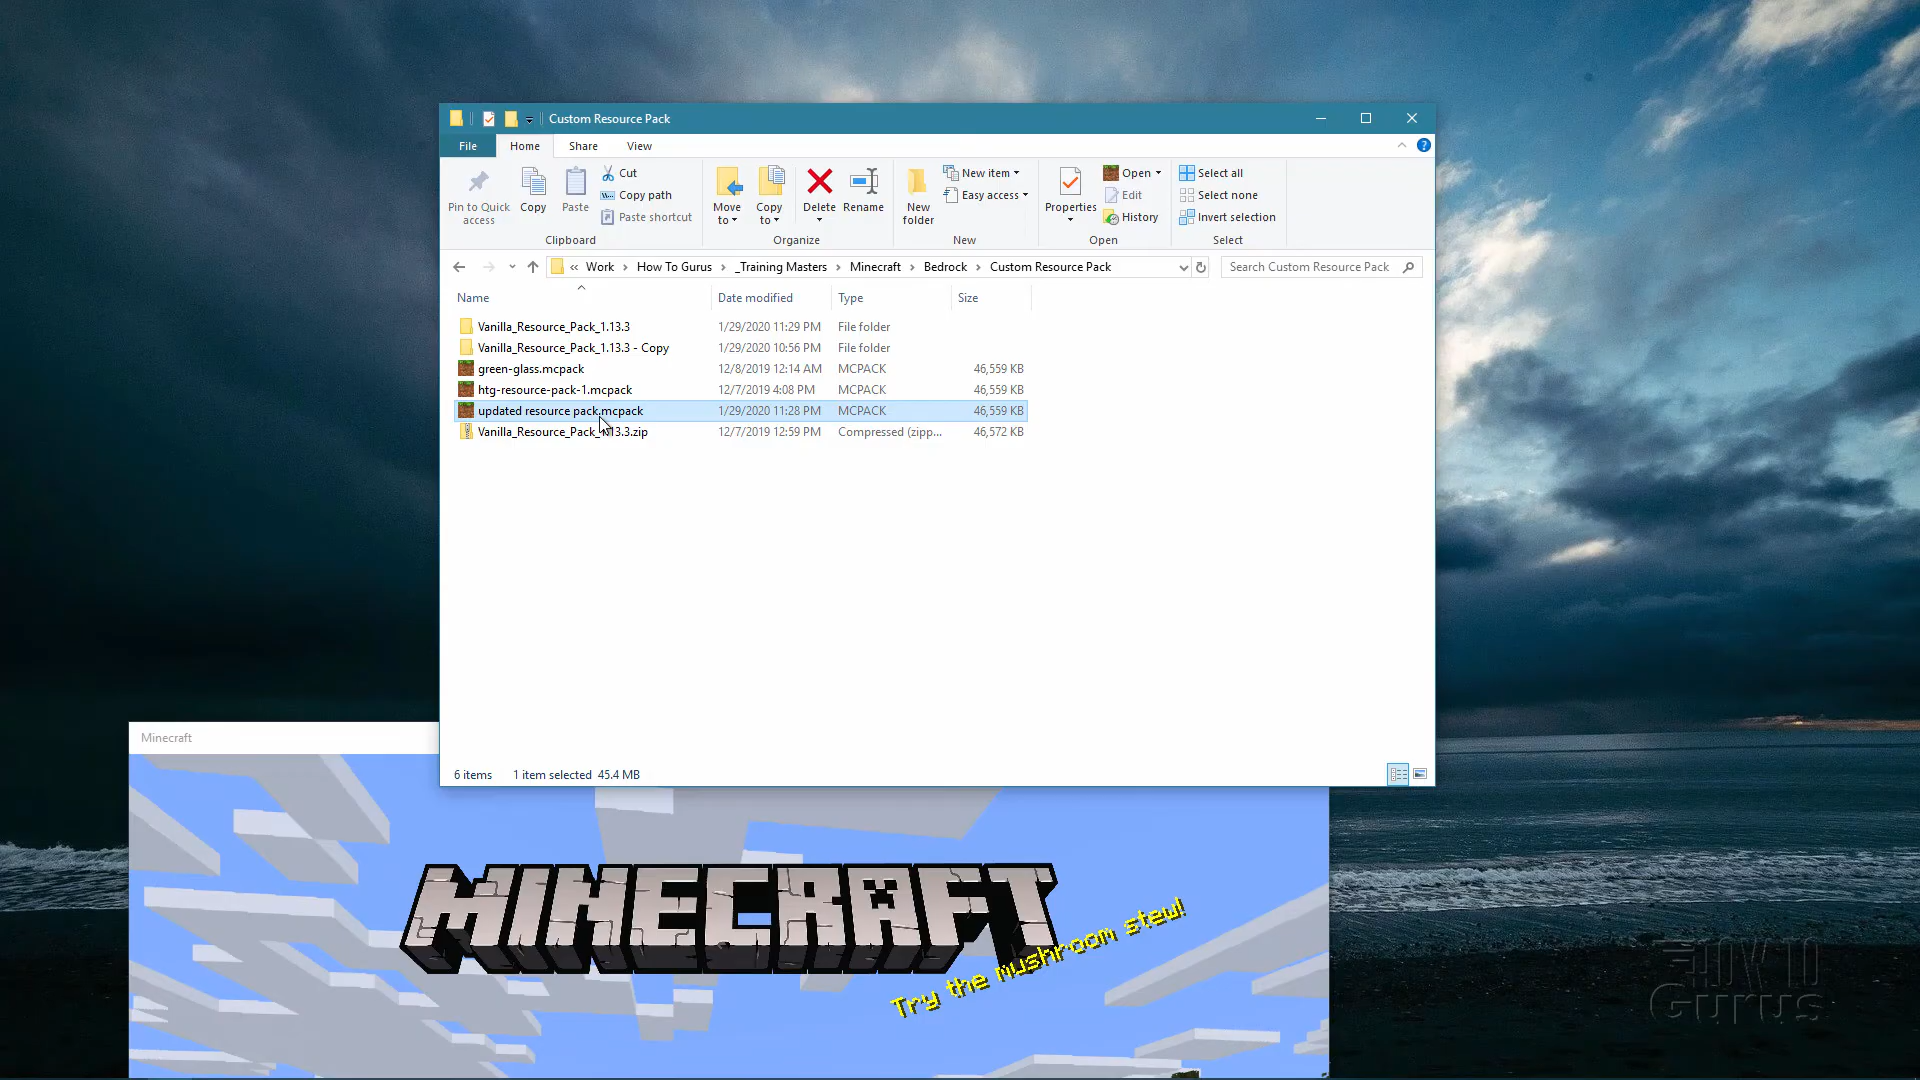 Custom Resource Pack
File Home Share View
Pin to Quick access
Copy
Paste
Cut
Copy path
Paste shortcut
Clipboard
Move to
Copy to
Delete
Rename
Organize
New folder
New item
Easy access
New
Properties
Open
Edit
History
Open
Select all
Select none
Invert selection
Select
« Work › How To Gurus › _Training Masters › Minecraft › Bedrock › Custom Resource Pack
Search Custom Resource Pack
Name Date modified Type Size
Vanilla_Resource_Pack_1.13.3 1/29/2020 11:29 PM File folder
Vanilla_Resource_Pack_1.13.3 - Copy 1/29/2020 10:56 PM File folder
green-glass.mcpack 12/8/2019 12:14 AM MCPACK 46,559 KB
htg-resource-pack-1.mcpack 12/7/2019 4:08 PM MCPACK 46,559 KB
updated resource pack.mcpack 1/29/2020 11:28 PM MCPACK 46,559 KB
Vanilla_Resource_Pack_1.13.3.zip 12/7/2019 12:59 PM Compressed (zipp... 46,572 KB
6 items 1 item selected 45.4 MB
Minecraft
MINECRAFT
Try the mushroom stew!
HOW TO
Gurus